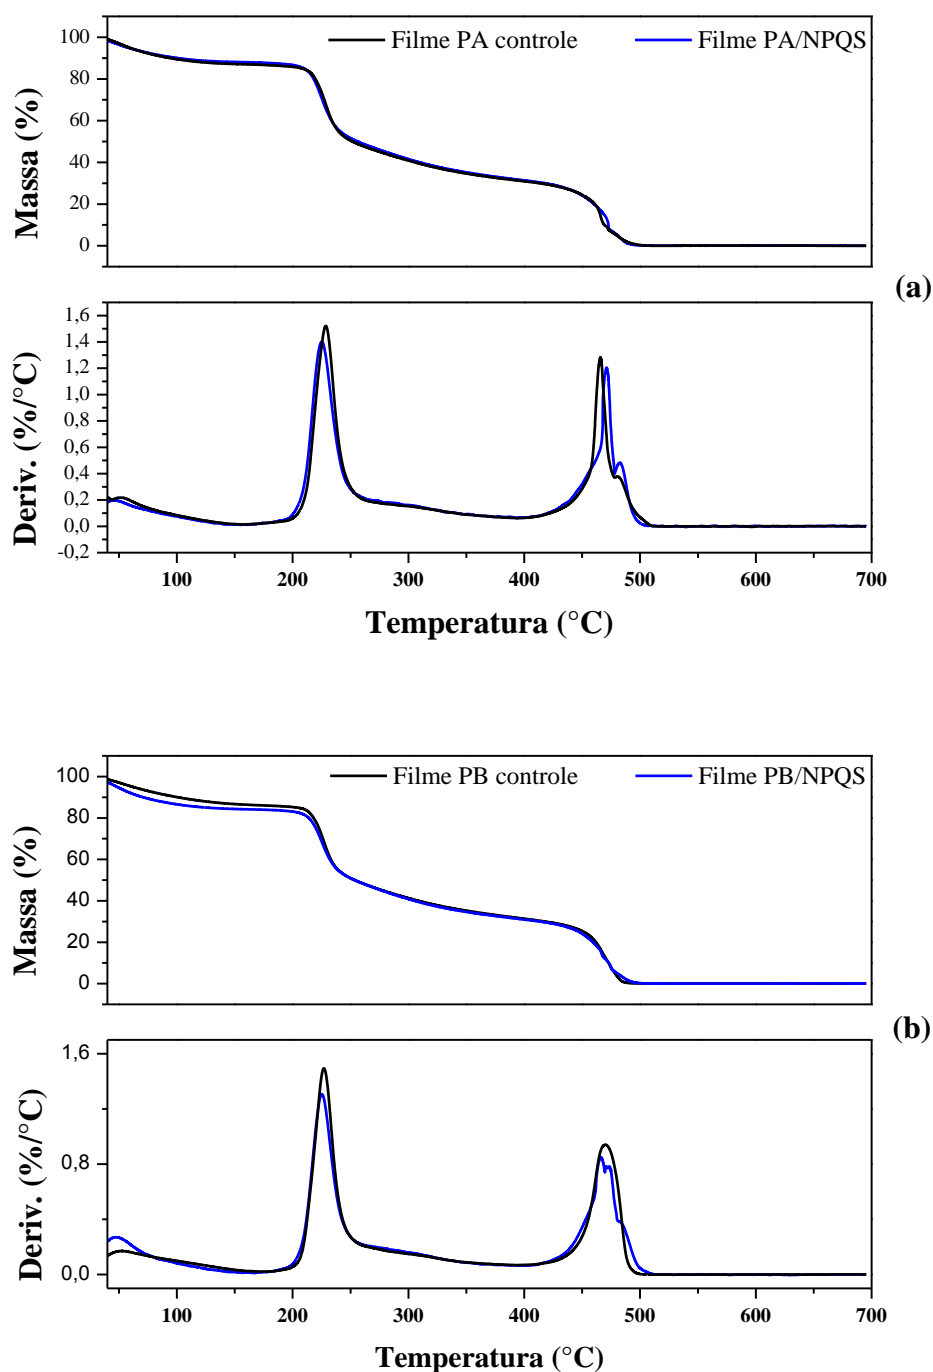 Filme PA controle Filme PA/NPQS
100
80
60
40
20
0
Massa (%)
(a)
1,6
1,4
1,2
1,0
0,8
0,6
0,4
0,2
0,0
-0,2
Deriv. (%/°C)
100 200 300 400 500 600 700
Temperatura (°C)
Filme PB controle Filme PB/NPQS
100
80
60
40
20
0
Massa (%)
(b)
1,6
0,8
0,0
Deriv. (%/°C)
100 200 300 400 500 600 700
Temperatura (°C)